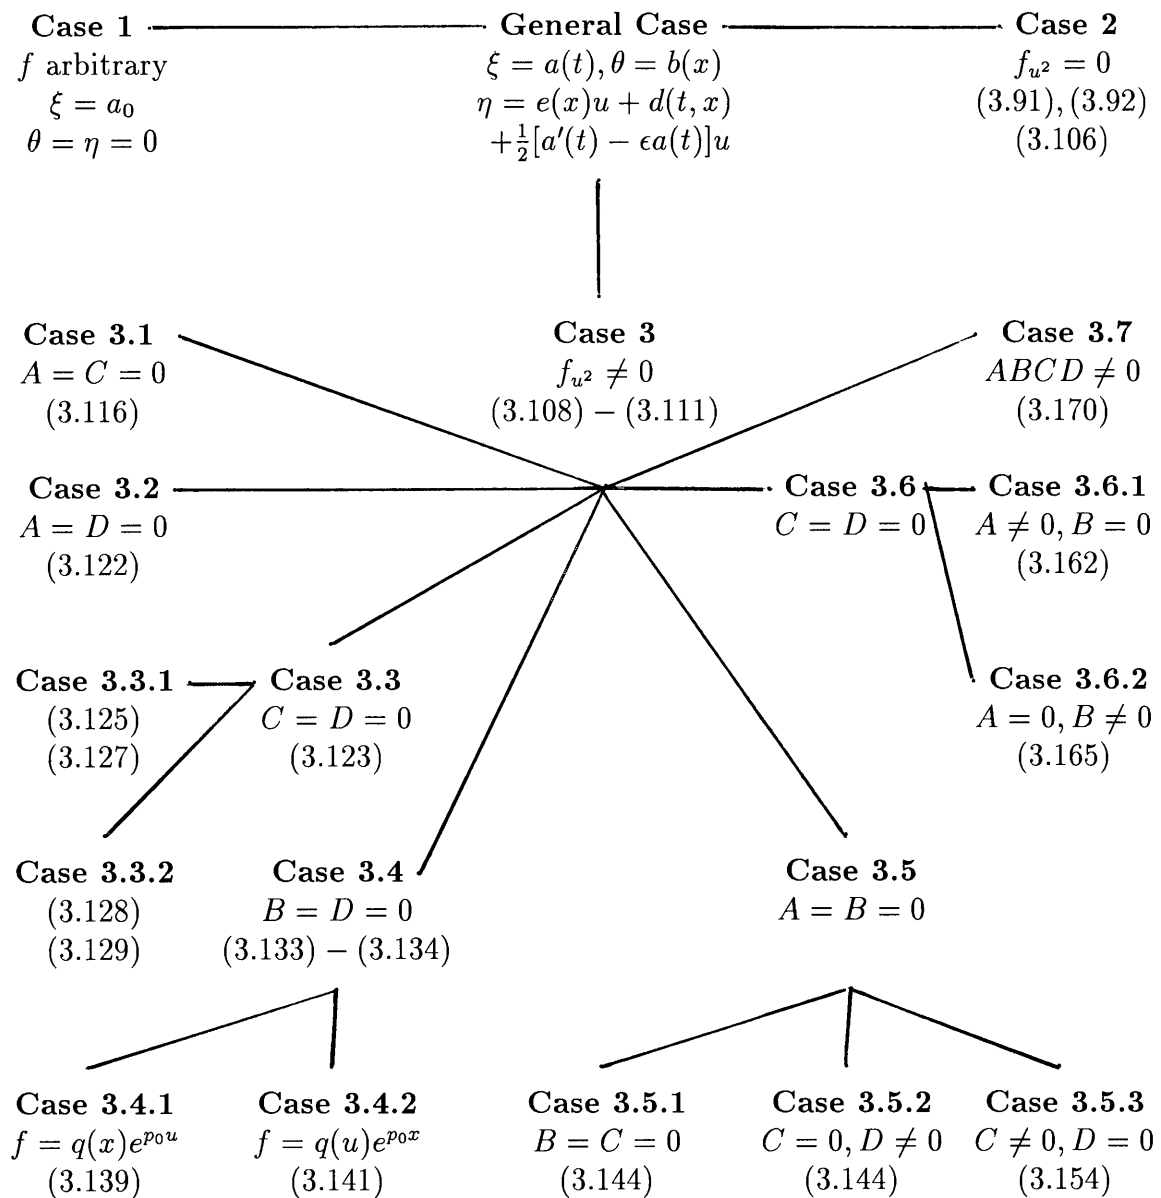 Case 1
f arbitrary
ξ = a₀
θ = η = 0
General Case
ξ = a(t), θ = b(x)
η = e(x)u + d(t, x)
+½[a′(t) − ϵa(t)]u
Case 2
f_{u²} = 0
(3.91), (3.92)
(3.106)
Case 3.1
A = C = 0
(3.116)
Case 3
f_{u²} ≠ 0
(3.108) − (3.111)
Case 3.7
ABCD ≠ 0
(3.170)
Case 3.2
A = D = 0
(3.122)
Case 3.6
C = D = 0
Case 3.6.1
A ≠ 0, B = 0
(3.162)
Case 3.3.1
(3.125)
(3.127)
Case 3.3
C = D = 0
(3.123)
Case 3.6.2
A = 0, B ≠ 0
(3.165)
Case 3.3.2
(3.128)
(3.129)
Case 3.4
B = D = 0
(3.133) − (3.134)
Case 3.5
A = B = 0
Case 3.4.1
f = q(x)e^{p₀u}
(3.139)
Case 3.4.2
f = q(u)e^{p₀x}
(3.141)
Case 3.5.1
B = C = 0
(3.144)
Case 3.5.2
C = 0, D ≠ 0
(3.144)
Case 3.5.3
C ≠ 0, D = 0
(3.154)